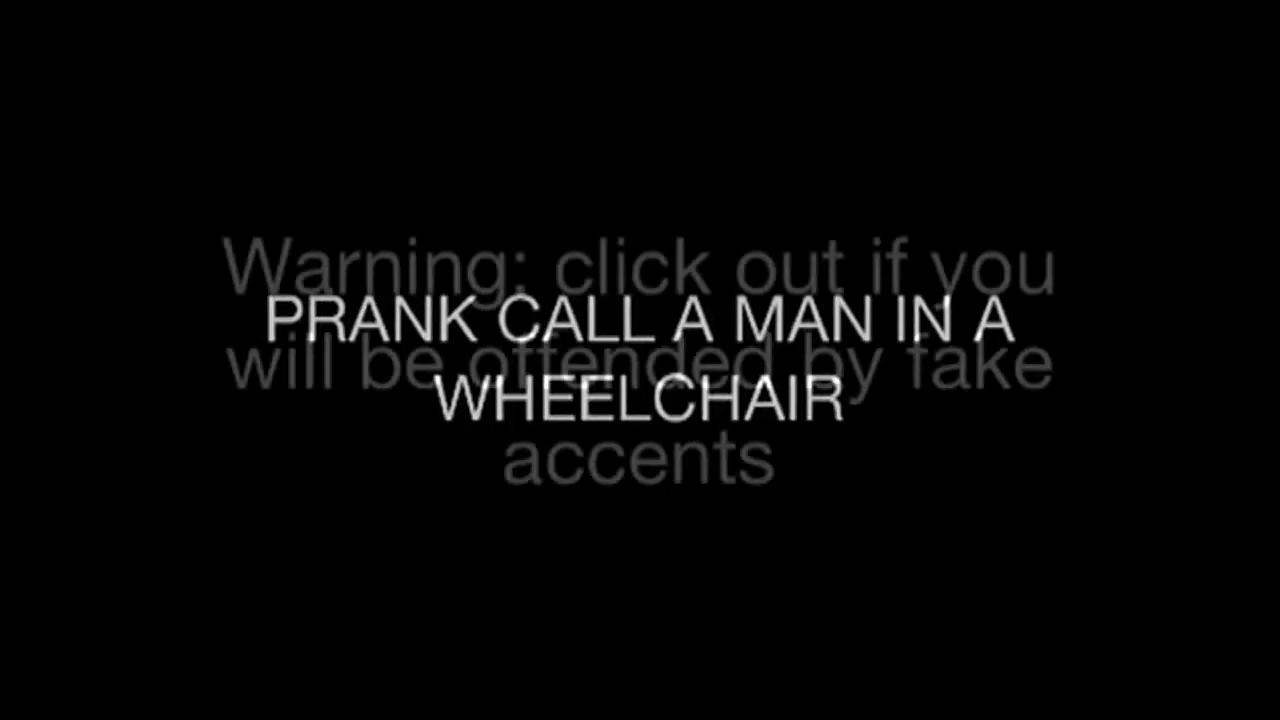 Warning: click out if you
PRANK CALL A MAN IN A
will be offended by fake
WHEELCHAIR
accents